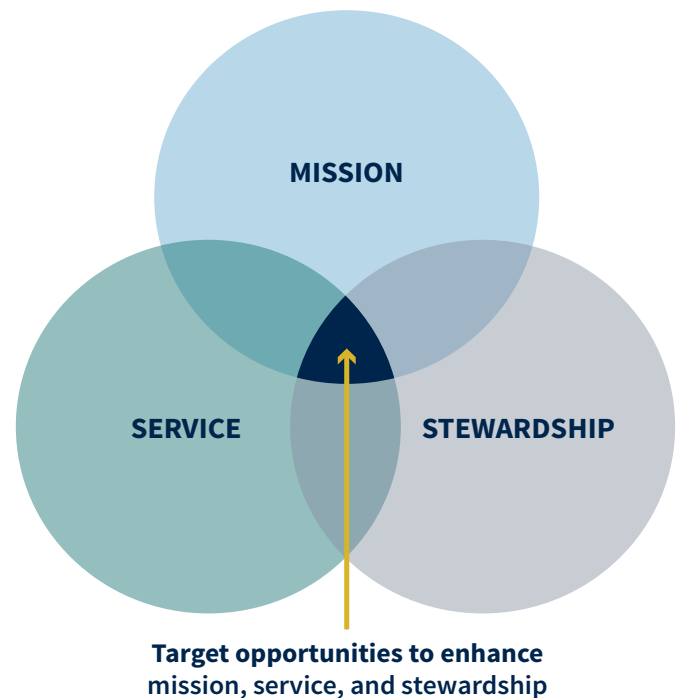 MISSION
SERVICE
STEWARDSHIP
Target opportunities to enhance
mission, service, and stewardship